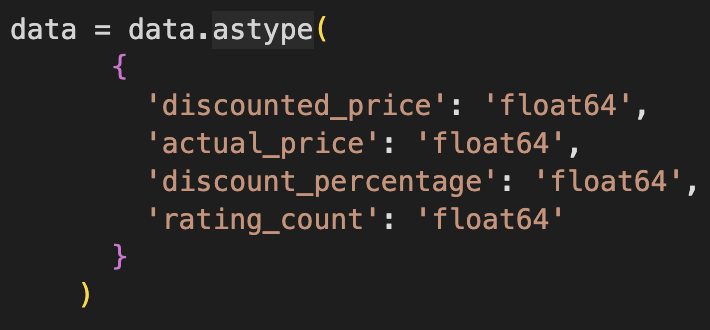 data = data.astype(
{
'discounted_price': 'float64',
'actual_price': 'float64',
'discount_percentage': 'float64',
'rating_count': 'float64'
}
)